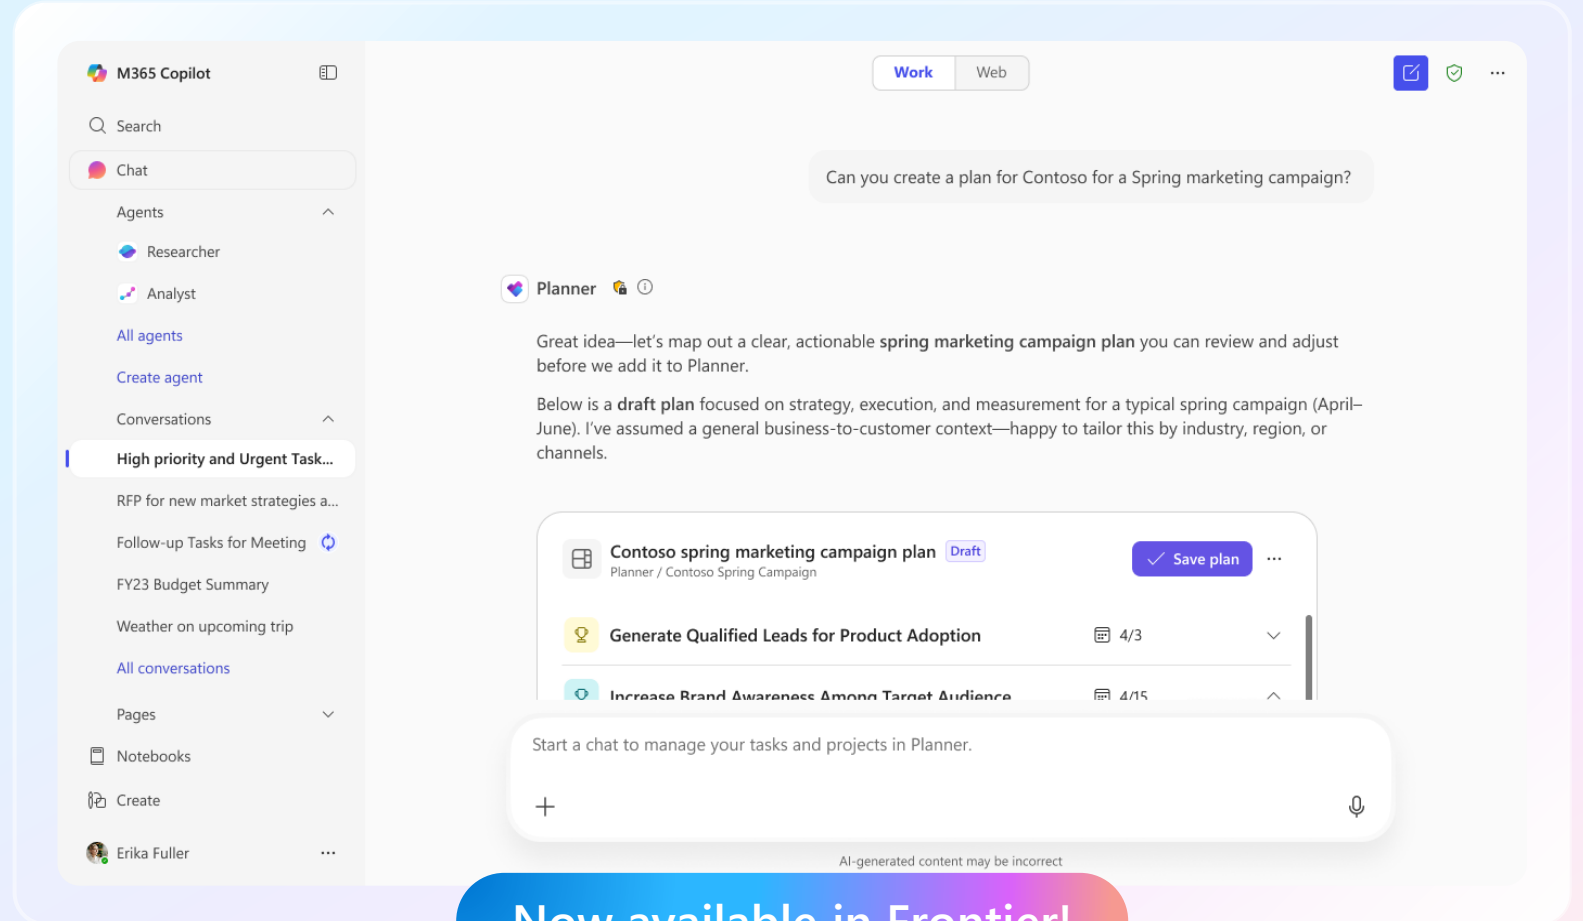 M365 Copilot
Search
Chat
Agents
Researcher
Analyst
All agents
Create agent
Conversations
High priority and Urgent Task...
RFP for new market strategies a...
Follow-up Tasks for Meeting
FY23 Budget Summary
Weather on upcoming trip
All conversations
Pages
Notebooks
Create
Erika Fuller
Work Web
Can you create a plan for Contoso for a Spring marketing campaign?
Planner
Great idea—let's map out a clear, actionable spring marketing campaign plan you can review and adjust
before we add it to Planner.
Below is a draft plan focused on strategy, execution, and measurement for a typical spring campaign (April–
June). I've assumed a general business-to-customer context—happy to tailor this by industry, region, or
channels.
Contoso spring marketing campaign plan Draft
Planner / Contoso Spring Campaign
Save plan
Generate Qualified Leads for Product Adoption 4/3
Increase Brand Awareness Among Target Audience 4/15
Start a chat to manage your tasks and projects in Planner.
AI-generated content may be incorrect
Now available in Frontier!